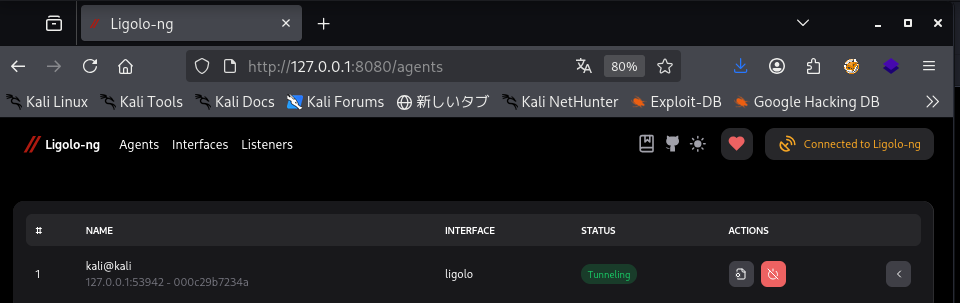 Ligolo-ng
http://127.0.0.1:8080/agents 80%
Kali Linux Kali Tools Kali Docs Kali Forums 新しいタブ Kali NetHunter Exploit-DB Google Hacking DB
Ligolo-ng Agents Interfaces Listeners Connected to Ligolo-ng
# NAME INTERFACE STATUS ACTIONS
1 kali@kali ligolo Tunneling
127.0.0.1:53942 - 000c29b7234a